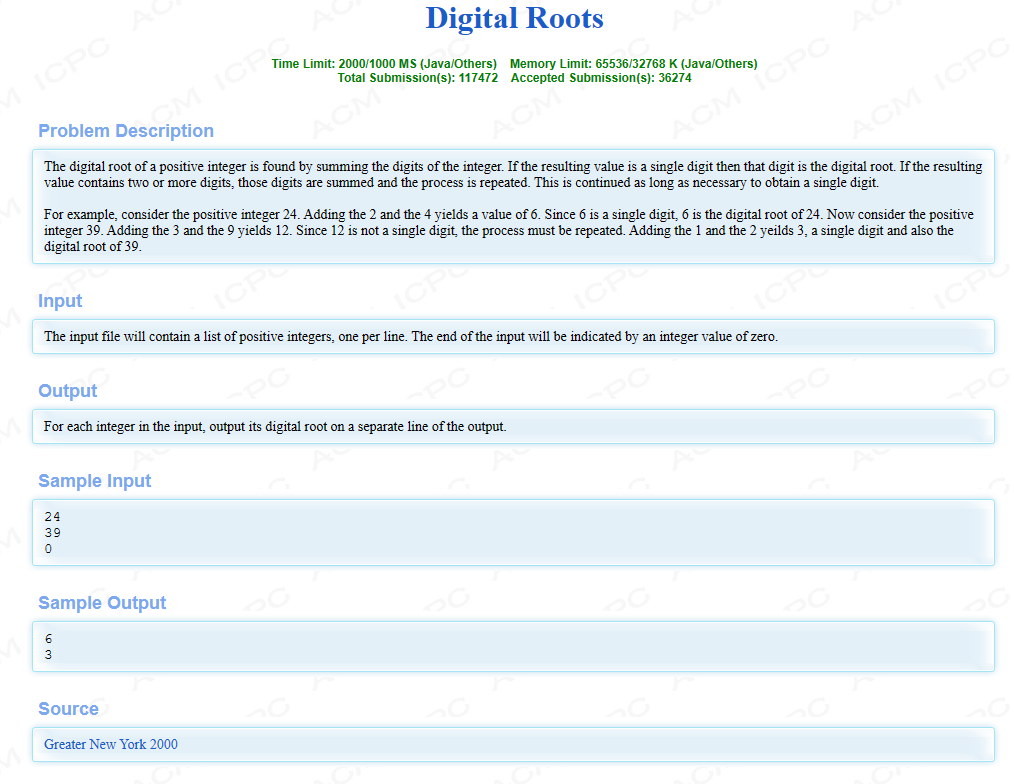 Digital Roots
Time Limit: 2000/1000 MS (Java/Others) Memory Limit: 65536/32768 K (Java/Others)
Total Submission(s): 117472 Accepted Submission(s): 36274
Problem Description
The digital root of a positive integer is found by summing the digits of the integer. If the resulting value is a single digit then that digit is the digital root. If the resulting
value contains two or more digits, those digits are summed and the process is repeated. This is continued as long as necessary to obtain a single digit.
For example, consider the positive integer 24. Adding the 2 and the 4 yields a value of 6. Since 6 is a single digit, 6 is the digital root of 24. Now consider the positive
integer 39. Adding the 3 and the 9 yields 12. Since 12 is not a single digit, the process must be repeated. Adding the 1 and the 2 yeilds 3, a single digit and also the
digital root of 39.
Input
The input file will contain a list of positive integers, one per line. The end of the input will be indicated by an integer value of zero.
Output
For each integer in the input, output its digital root on a separate line of the output.
Sample Input
24
39
0
Sample Output
6
3
Source
Greater New York 2000